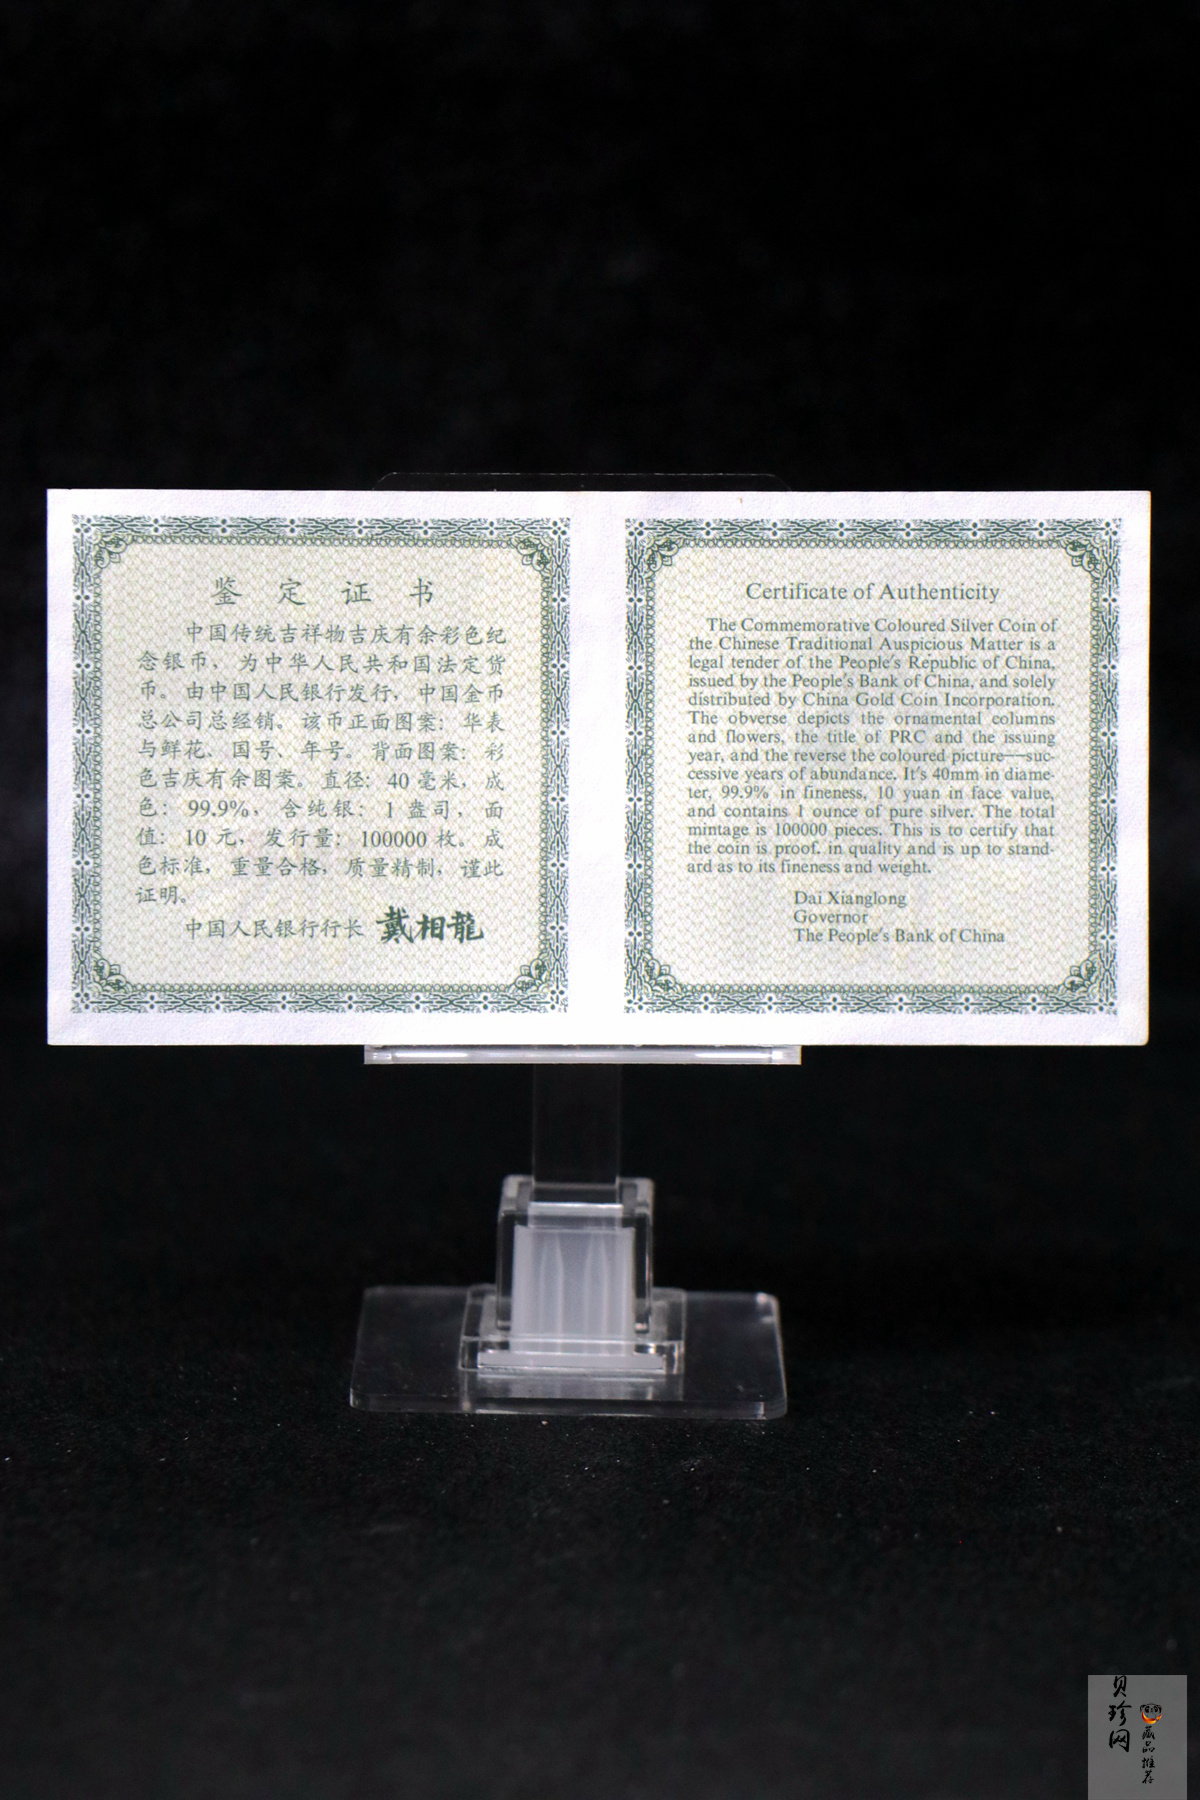 鉴定证书
中国传统吉祥物吉庆有余彩色纪
念银币，为中华人民共和国法定货
币。由中国人民银行发行，中国金币
总公司总经销。该币正面图案：华表
与鲜花、国号、年号。背面图案：彩
色吉庆有余图案。直径：40毫米，成
色：99.9%，含纯银：1盎司，面
值：10元，发行量：100000枚。成
色标准，重量合格，质量精制，谨此
证明。
中国人民银行行长 戴相龍
Certificate of Authenticity
The Commemorative Coloured Silver Coin of
the Chinese Traditional Auspicious Matter is a
legal tender of the People's Republic of China,
issued by the People's Bank of China, and solely
distributed by China Gold Coin Incorporation.
The obverse depicts the ornamental columns
and flowers, the title of PRC and the issuing
year, and the reverse the coloured picture—suc-
cessive years of abundance. It's 40mm in diame-
ter, 99.9% in fineness, 10 yuan in face value,
and contains 1 ounce of pure silver. The total
mintage is 100000 pieces. This is to certify that
the coin is proof. in quality and is up to stand-
ard as to its fineness and weight.
Dai Xianglong
Governor
The People's Bank of China
贝珍网
藏品推荐